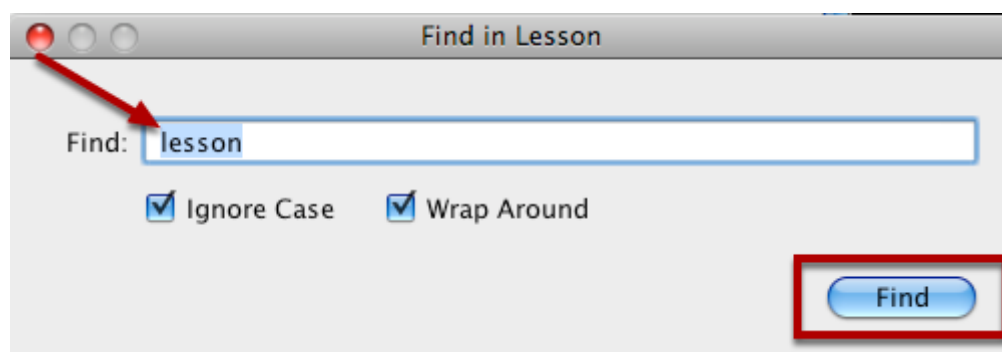 Find in Lesson
Find: lesson
Ignore Case Wrap Around
Find